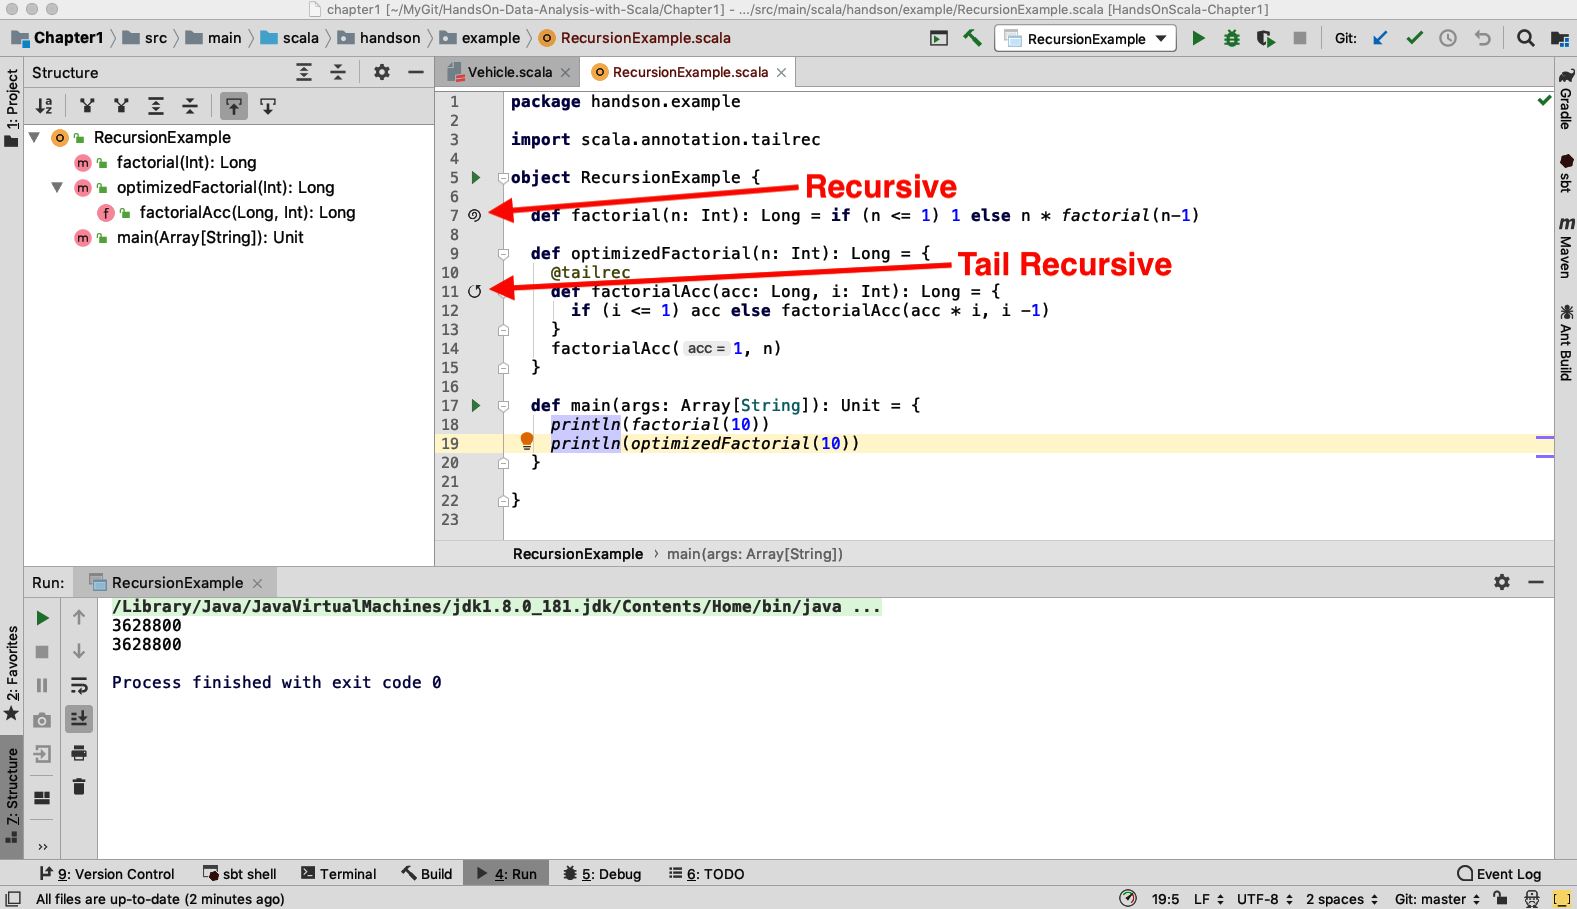 chapter1 [~/MyGit/HandsOn-Data-Analysis-with-Scala/Chapter1] - .../src/main/scala/handson/example/RecursionExample.scala [HandsOnScala-Chapter1]
Chapter1 src main scala handson example RecursionExample.scala
RecursionExample
Git:
1: Project
2: Favorites
Z: Structure
Structure
RecursionExample
factorial(Int): Long
optimizedFactorial(Int): Long
factorialAcc(Long, Int): Long
main(Array[String]): Unit
Vehicle.scala
RecursionExample.scala
1 package handson.example
2
3 import scala.annotation.tailrec
4
5 object RecursionExample {
6
Recursive
7 def factorial(n: Int): Long = if (n <= 1) 1 else n * factorial(n-1)
8
9 def optimizedFactorial(n: Int): Long = {
Tail Recursive
10 @tailrec
11 def factorialAcc(acc: Long, i: Int): Long = {
12 if (i <= 1) acc else factorialAcc(acc * i, i -1)
13 }
14 factorialAcc( acc = 1, n)
15 }
16
17 def main(args: Array[String]): Unit = {
18 println(factorial(10))
19 println(optimizedFactorial(10))
20 }
21
22 }
23
RecursionExample › main(args: Array[String])
Gradle
sbt
Maven
Ant Build
Run: RecursionExample
/Library/Java/JavaVirtualMachines/jdk1.8.0_181.jdk/Contents/Home/bin/java ...
3628800
3628800
Process finished with exit code 0
9: Version Control sbt shell Terminal Build 4: Run 5: Debug 6: TODO Event Log
All files are up-to-date (2 minutes ago) 19:5 LF UTF-8 2 spaces Git: master